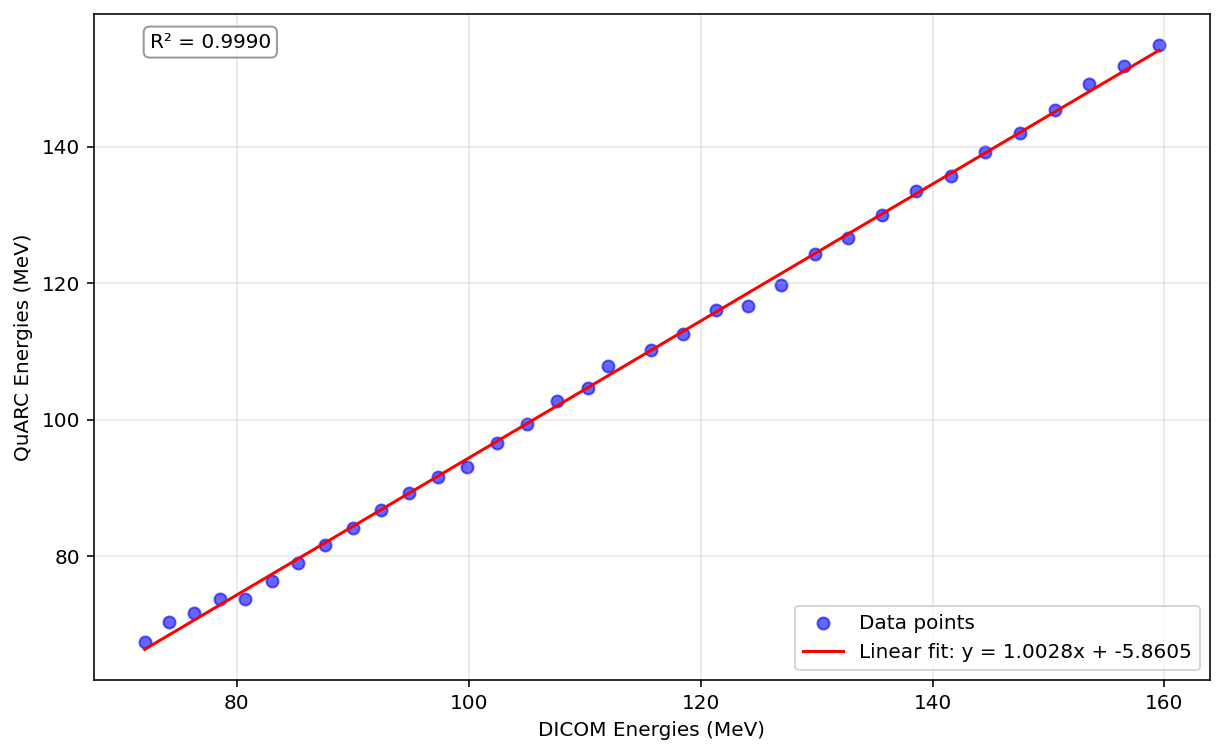 R² = 0.9990
QuARC Energies (MeV)
140
120
100
80
Data points
Linear fit: y = 1.0028x + -5.8605
80 100 120 140 160
DICOM Energies (MeV)